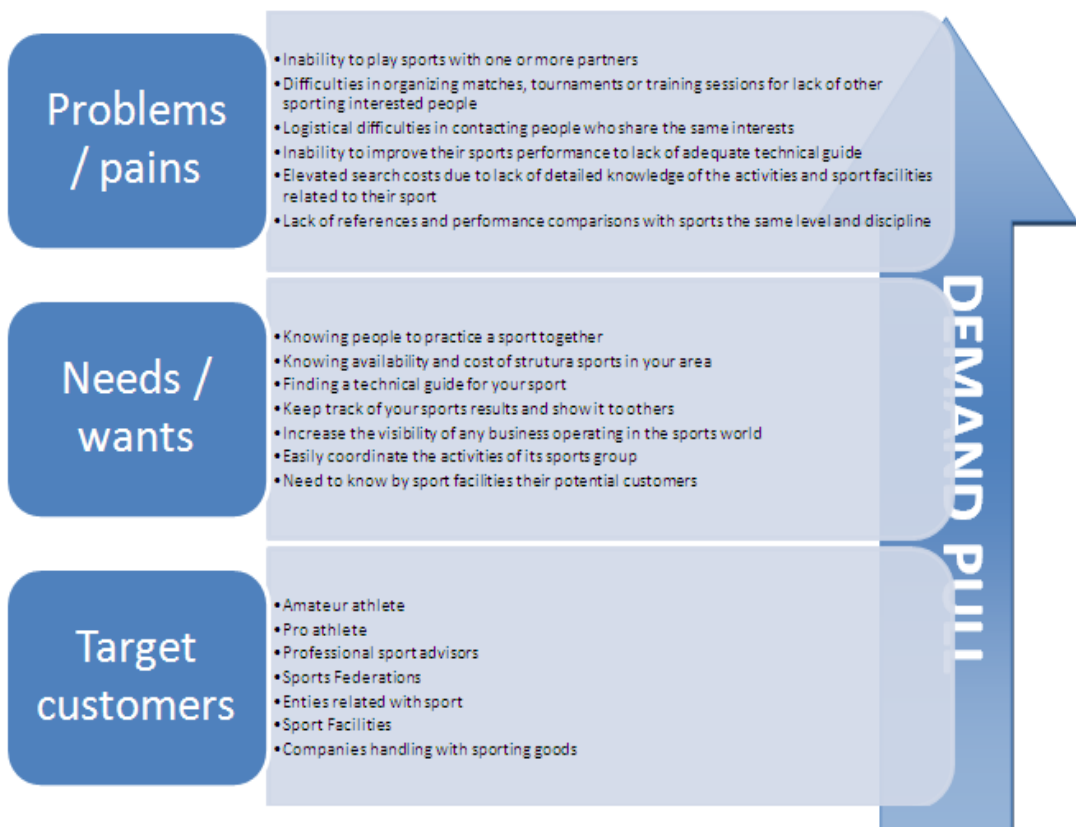 Problems
/ pains
•Inability to play sports with one or more partners
•Difficulties in organizing matches, tournaments or training sessions for lack of other
sporting interested people
•Logistical difficulties in contacting people who share the same interests
•Inability to improve their sports performance to lack of adequate technical guide
•Elevated search costs due to lack of detailed knowledge of the activities and sport facilities
related to their sport
•Lack of references and performance comparisons with sports the same level and discipline
Needs /
wants
•Knowing people to practice a sport together
•Knowing availability and cost of strutura sports in your area
•Finding a technical guide for your sport
•Keep track of your sports results and show it to others
•Increase the visibility of any business operating in the sports world
•Easily coordinate the activities of its sports group
•Need to know by sport facilities their potential customers
Target
customers
•Amateur athlete
•Pro athlete
•Professional sport advisors
•Sports Federations
•Enties related with sport
•Sport Facilities
•Companies handling with sporting goods
DEMAND PULL